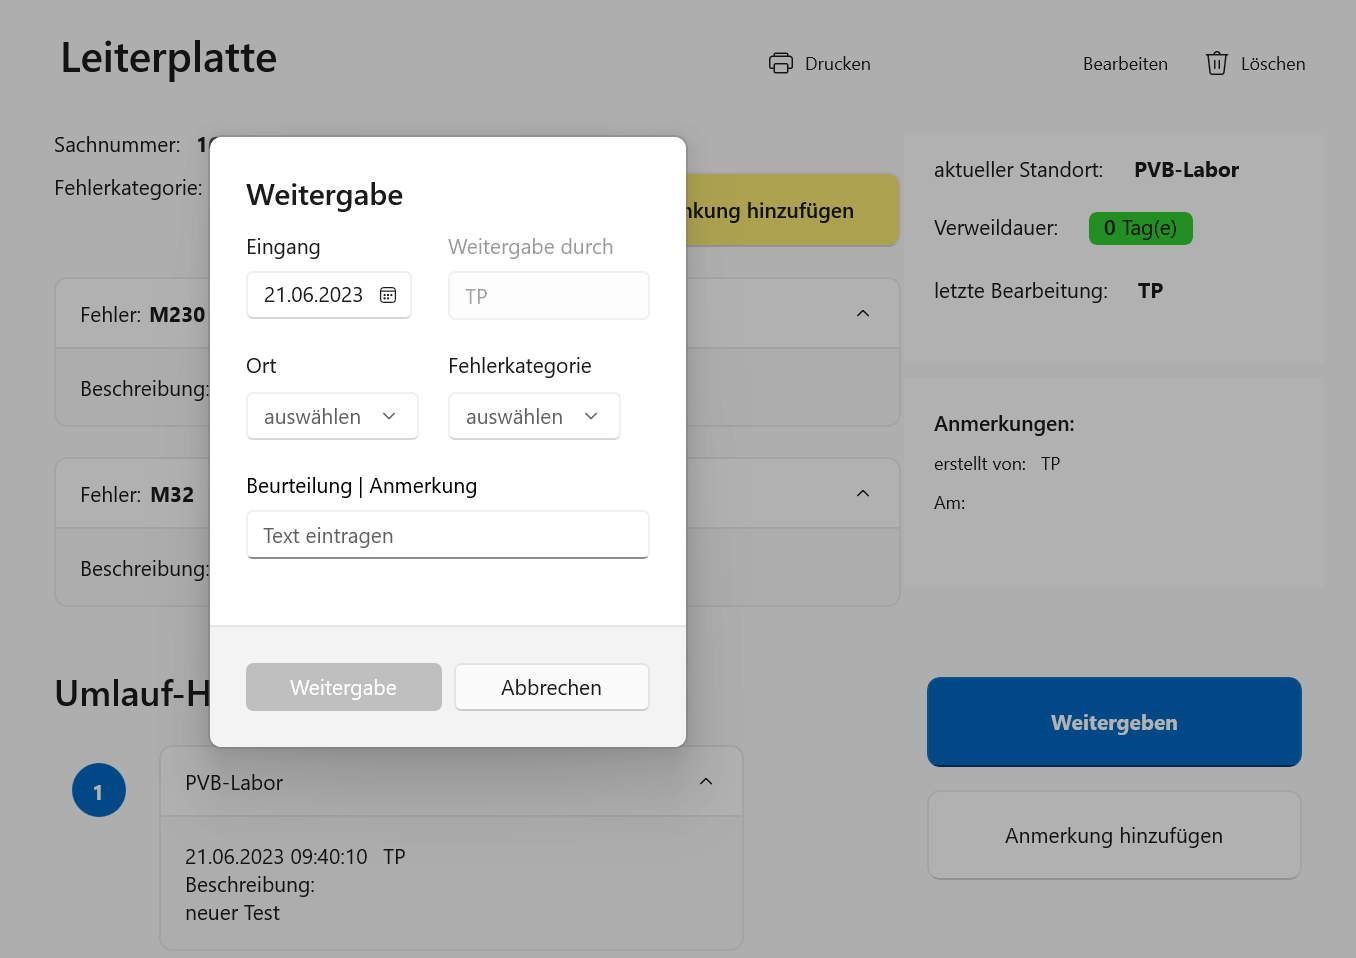 Leiterplatte
Drucken
Bearbeiten
Löschen
Sachnummer:
Fehlerkategorie:
hinzufügen
aktueller Standort: PVB-Labor
Verweildauer: 0 Tag(e)
letzte Bearbeitung: TP
Fehler: M230
Beschreibung:
Fehler: M32
Beschreibung:
Anmerkungen:
erstellt von: TP
Am:
Weitergabe
Eingang
Weitergabe durch
21.06.2023
TP
Ort
Fehlerkategorie
auswählen
auswählen
Beurteilung | Anmerkung
Text eintragen
Weitergabe
Abbrechen
Umlauf-H
1
PVB-Labor
21.06.2023 09:40:10 TP
Beschreibung:
neuer Test
Weitergeben
Anmerkung hinzufügen